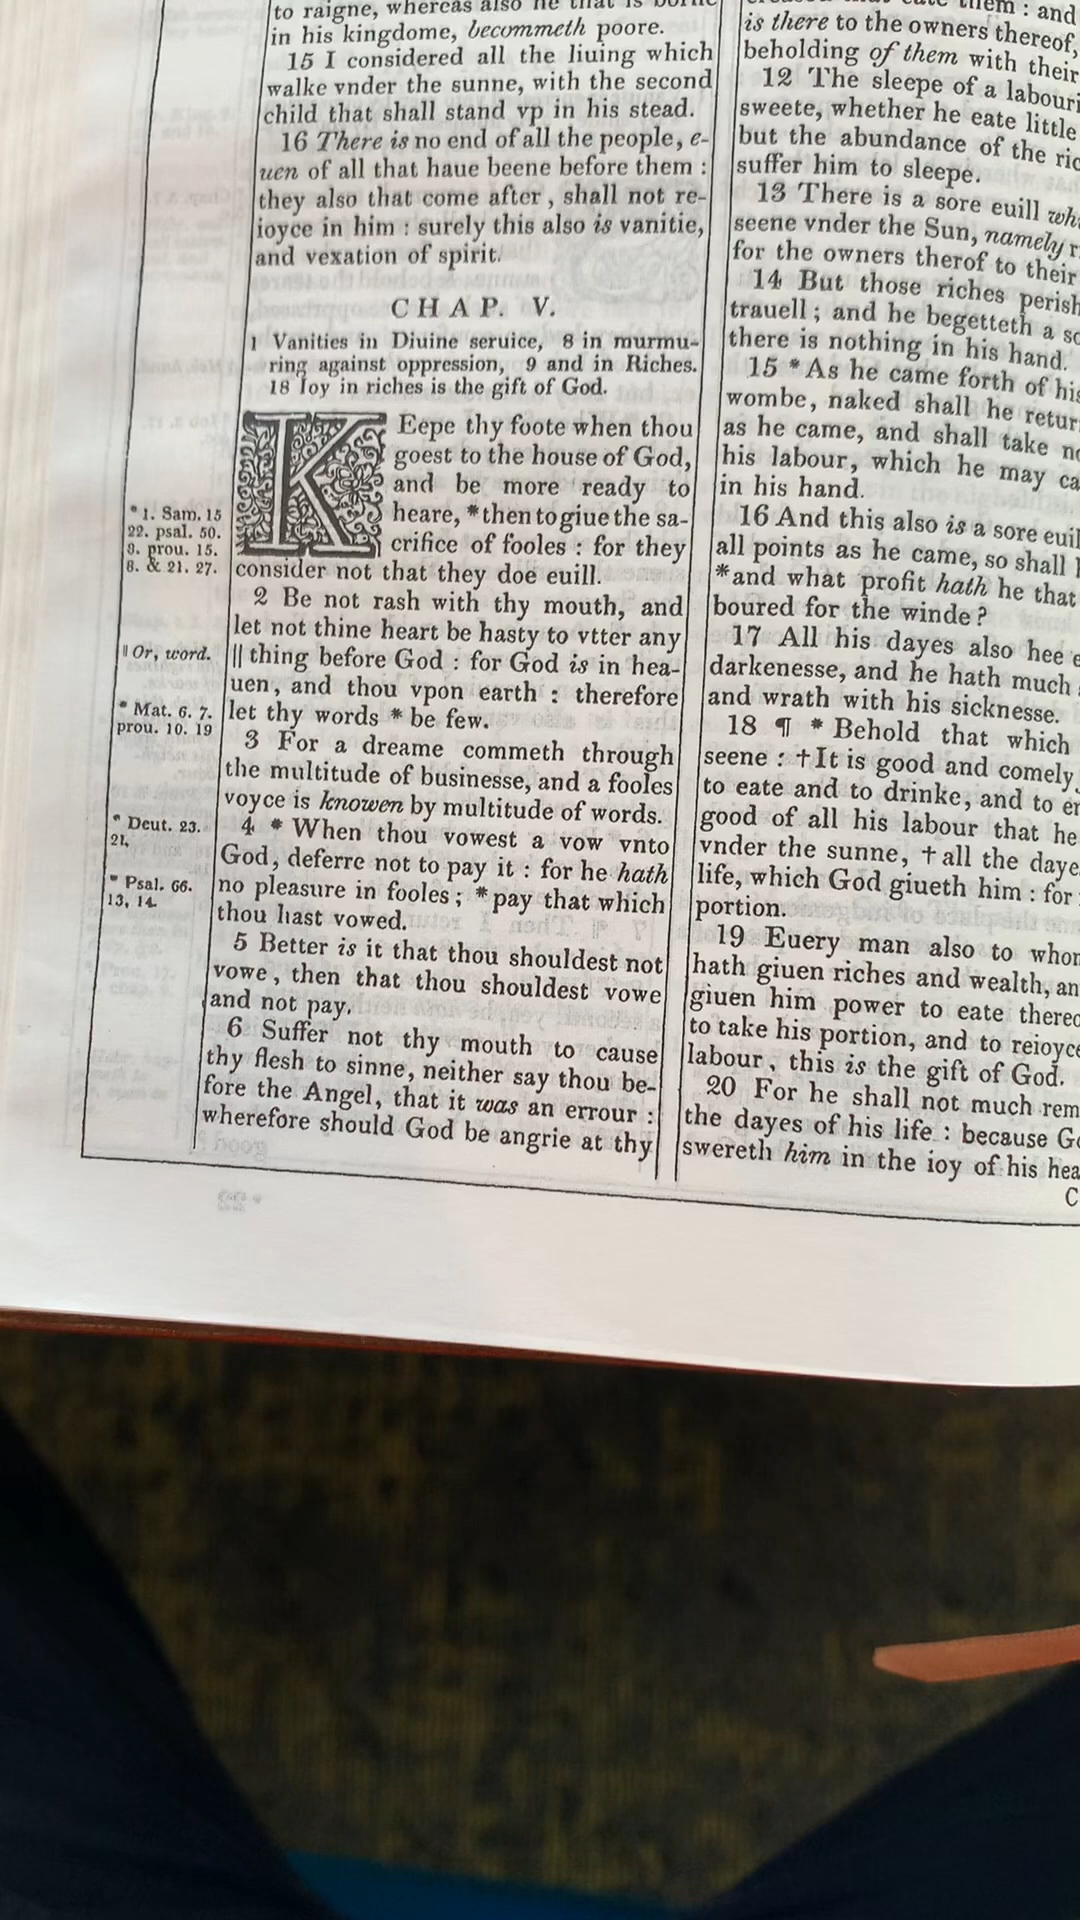 to raigne, whereas also he that is borne
in his kingdome, becommeth poore.
15 I considered all the liuing which
walke vnder the sunne, with the second
child that shall stand vp in his stead.
16 There is no end of all the people, e-
uen of all that haue beene before them :
they also that come after, shall not re-
ioyce in him : surely this also is vanitie,
and vexation of spirit.
CHAP. V.
1 Vanities in Diuine seruice, 8 in murmu-
ring against oppression, 9 and in Riches.
18 Ioy in riches is the gift of God.
KEepe thy foote when thou
goest to the house of God,
and be more ready to
heare, *then to giue the sa-
crifice of fooles : for they
consider not that they doe euill.
2 Be not rash with thy mouth, and
let not thine heart be hasty to vtter any
|| thing before God : for God is in hea-
uen, and thou vpon earth : therefore
let thy words * be few.
3 For a dreame commeth through
the multitude of businesse, and a fooles
voyce is knowen by multitude of words.
4 * When thou vowest a vow vnto
God, deferre not to pay it : for he hath
no pleasure in fooles ; *pay that which
thou hast vowed.
5 Better is it that thou shouldest not
vowe, then that thou shouldest vowe
and not pay.
6 Suffer not thy mouth to cause
thy flesh to sinne, neither say thou be-
fore the Angel, that it was an errour :
wherefore should God be angrie at thy
* 1. Sam. 15
22. psal. 50.
8. prou. 15.
8. & 21. 27.
|| Or, word.
* Mat. 6. 7.
prou. 10. 19
* Deut. 23.
21.
* Psal. 66.
13, 14.
them : and
is there to the owners thereof,
beholding of them with their
12 The sleepe of a labouri
sweete, whether he eate little
but the abundance of the ric
suffer him to sleepe.
13 There is a sore euill wh
seene vnder the Sun, namely r
for the owners therof to their
14 But those riches perish
trauell ; and he begetteth a so
there is nothing in his hand.
15 * As he came forth of his
wombe, naked shall he retur
as he came, and shall take no
his labour, which he may ca
in his hand.
16 And this also is a sore euil
all points as he came, so shall
*and what profit hath he that
boured for the winde ?
17 All his dayes also hee e
darkenesse, and he hath much
and wrath with his sicknesse.
18 ¶ * Behold that which
seene : † It is good and comely
to eate and to drinke, and to en
good of all his labour that he
vnder the sunne, † all the daye
life, which God giueth him : for
portion.
19 Euery man also to whom
hath giuen riches and wealth, an
giuen him power to eate thereo
to take his portion, and to reioyce
labour, this is the gift of God.
20 For he shall not much rem
the dayes of his life : because Go
swereth him in the ioy of his hea
C